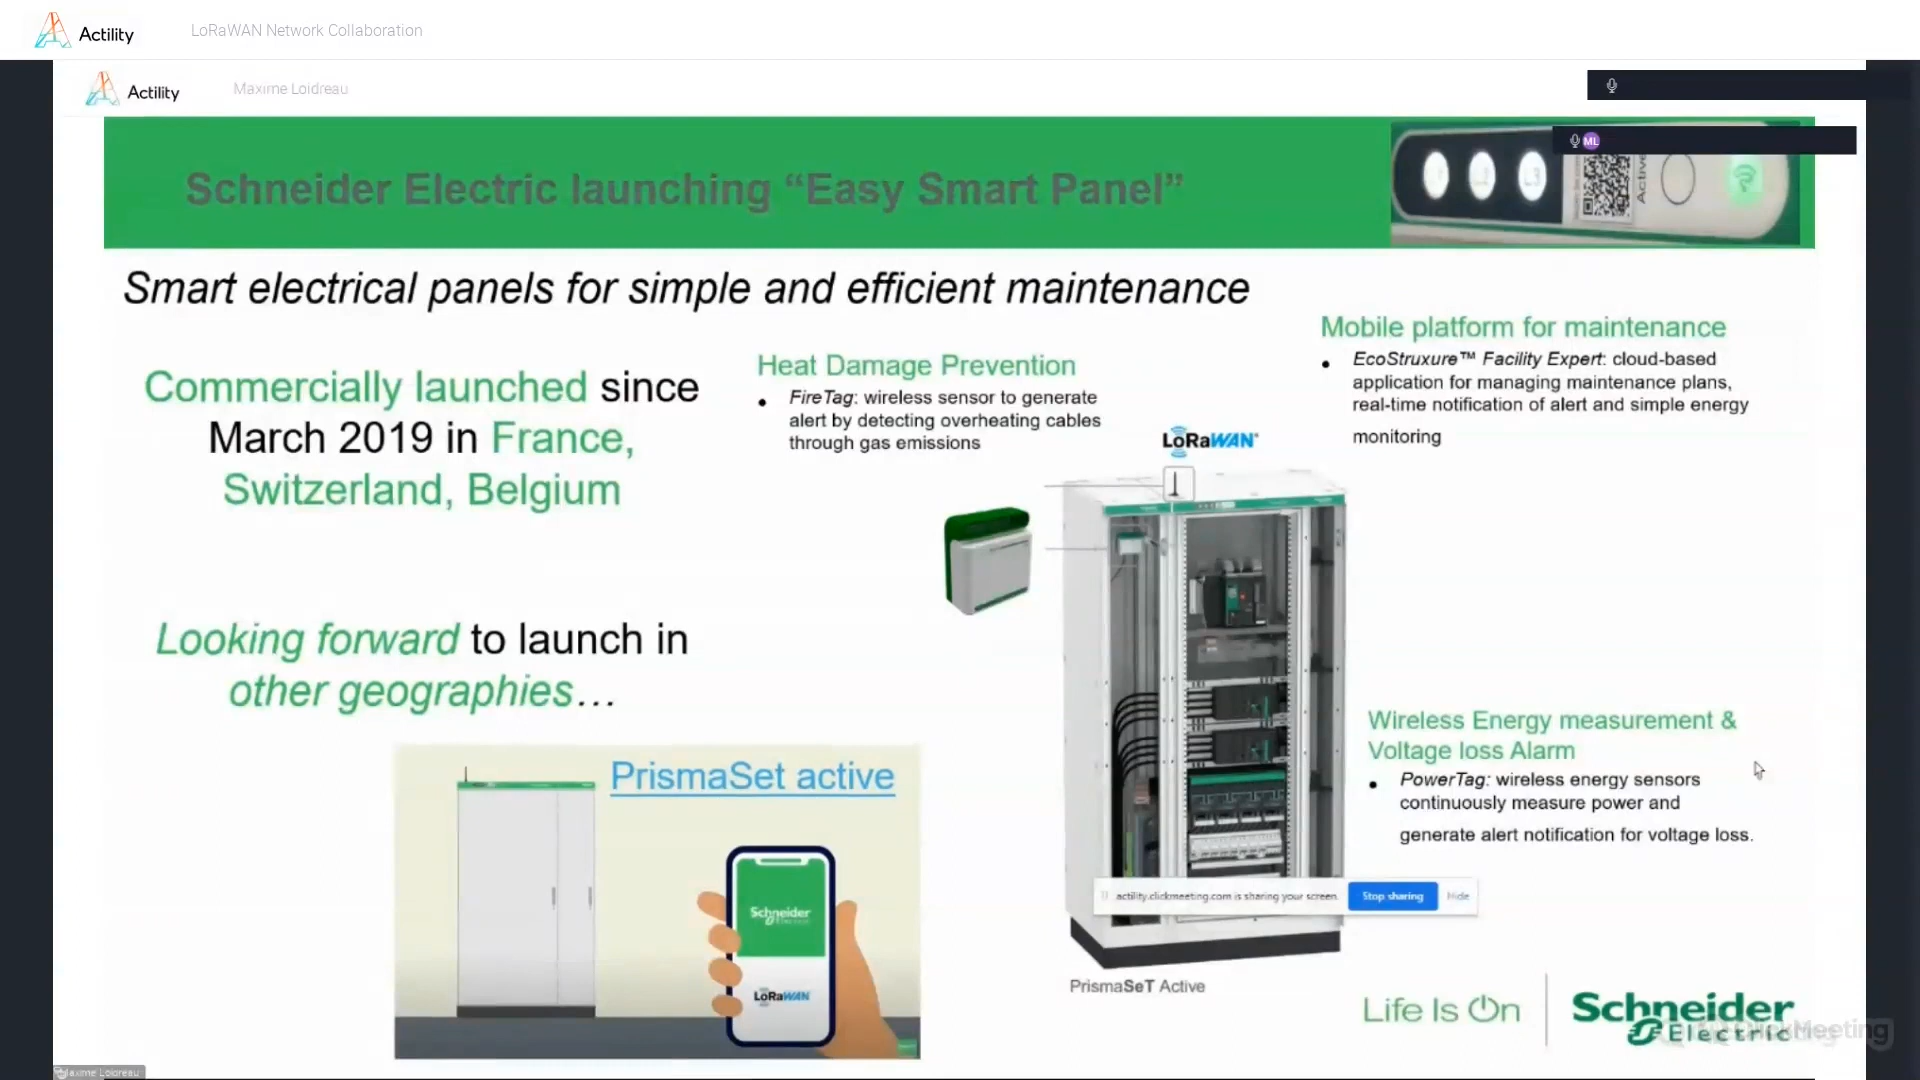 Actility
LoRaWAN Network Collaboration
Actility
Maxime Loidreau
ML
Schneider Electric launching “Easy Smart Panel”
Active
Smart electrical panels for simple and efficient maintenance
Mobile platform for maintenance
• EcoStruxure™ Facility Expert: cloud-based
application for managing maintenance plans,
real-time notification of alert and simple energy
monitoring
Heat Damage Prevention
• FireTag: wireless sensor to generate
alert by detecting overheating cables
through gas emissions
Commercially launched since
March 2019 in France,
Switzerland, Belgium
LoRaWAN®
Looking forward to launch in
other geographies…
Wireless Energy measurement &
Voltage loss Alarm
• PowerTag: wireless energy sensors
continuously measure power and
generate alert notification for voltage loss.
PrismaSet active
Schneider
Electric
LoRaWAN
actility.clickmeeting.com is sharing your screen.
Stop sharing
Hide
PrismaSeT Active
Life Is On
Schneider
Electric
ClickMeeting
Maxime Loidreau